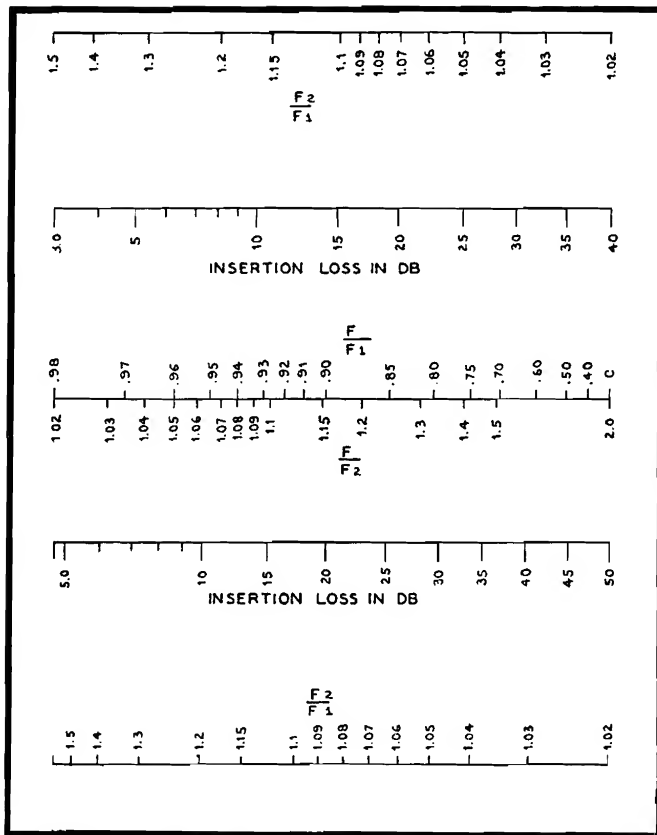 1.5 1.4 1.3 1.2 1.15 1.1 1.09 1.08 1.07 1.06 1.05 1.04 1.03 1.02
F2
F1
3.0 5 10 15 20 25 30 35 40
INSERTION LOSS IN DB
F
F1
.98 .97 .96 .95 .94 .93 .92 .91 .90 .85 .80 .75 .70 .60 .50 .40 C
1.02 1.03 1.04 1.05 1.06 1.07 1.08 1.09 1.1 1.15 1.2 1.3 1.4 1.5 2.0
F
F2
5.0 10 15 20 25 30 35 40 45 50
INSERTION LOSS IN DB
F2
F1
1.5 1.4 1.3 1.2 1.15 1.1 1.09 1.08 1.07 1.06 1.05 1.04 1.03 1.02